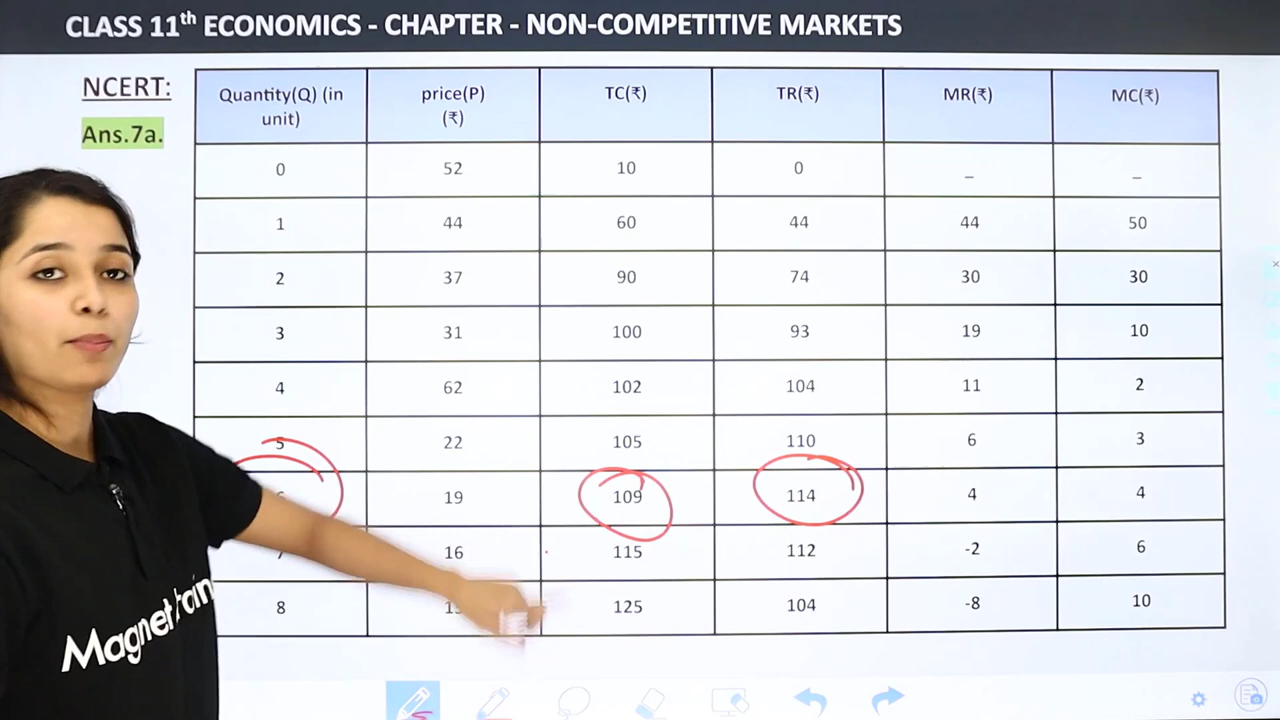 CLASS 11th ECONOMICS - CHAPTER - NON-COMPETITIVE MARKETS
NCERT:
Ans.7a.
Quantity(Q) (in unit) price(P) (₹) TC(₹) TR(₹) MR(₹) MC(₹)
0 52 10 0 _ _
1 44 60 44 44 50
2 37 90 74 30 30
3 31 100 93 19 10
4 62 102 104 11 2
5 22 105 110 6 3
6 19 109 114 4 4
7 16 115 112 -2 6
8 125 104 -8 10
Magnet